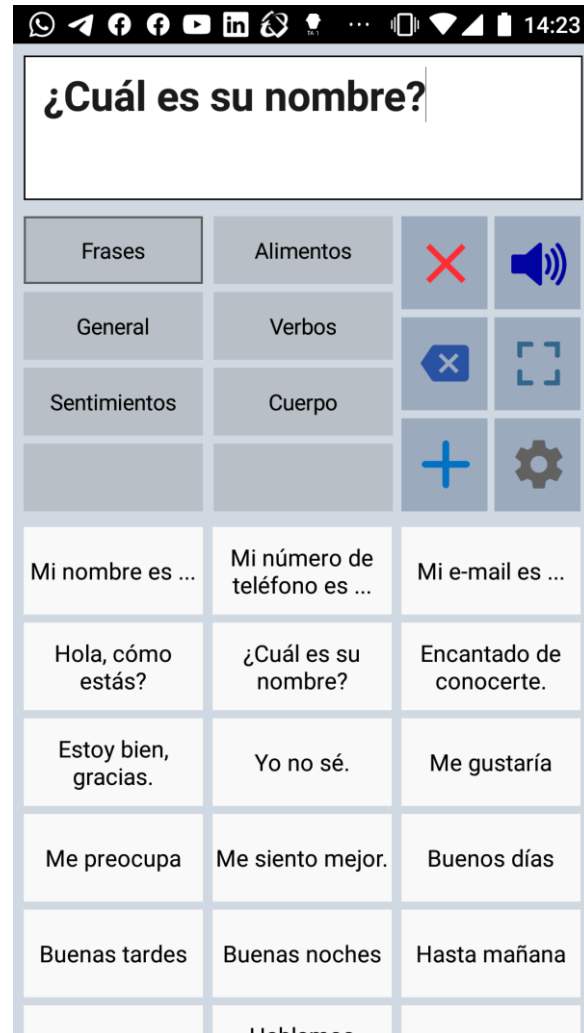 14:23
¿Cuál es su nombre?
Frases
Alimentos
General
Verbos
Sentimientos
Cuerpo
Mi nombre es ...
Mi número de
teléfono es ...
Mi e-mail es ...
Hola, cómo
estás?
¿Cuál es su
nombre?
Encantado de
conocerte.
Estoy bien,
gracias.
Yo no sé.
Me gustaría
Me preocupa
Me siento mejor.
Buenos días
Buenas tardes
Buenas noches
Hasta mañana